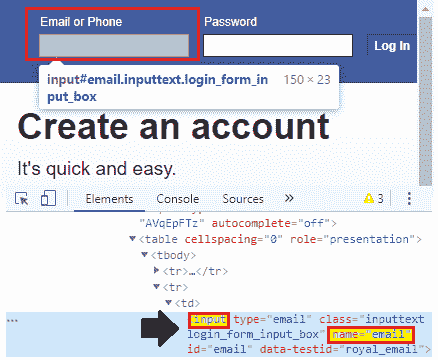 Email or Phone Password
Log In
input#email.inputtext.login_form_in
put_box 150 × 23
Create an account
It's quick and easy.
Elements Console Sources » 3
"AVqEpFTz" autocomplete="off">
▼<table cellspacing="0" role="presentation">
▼<tbody>
▶<tr>…</tr>
▼<tr>
▼<td>
... <input type="email" class="inputtext
login_form_input_box" name="email"
id="email" data-testid="royal_email">